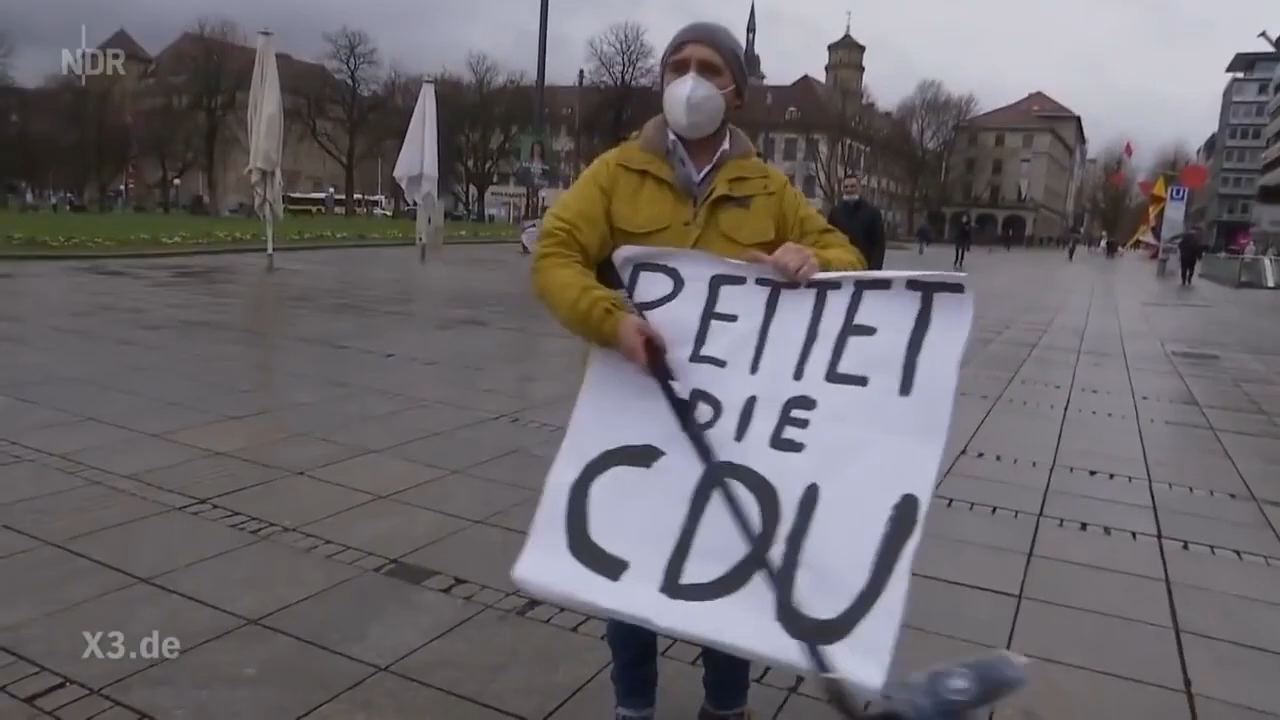 NDR
RETTET
DIE
CDU
U
X3.de